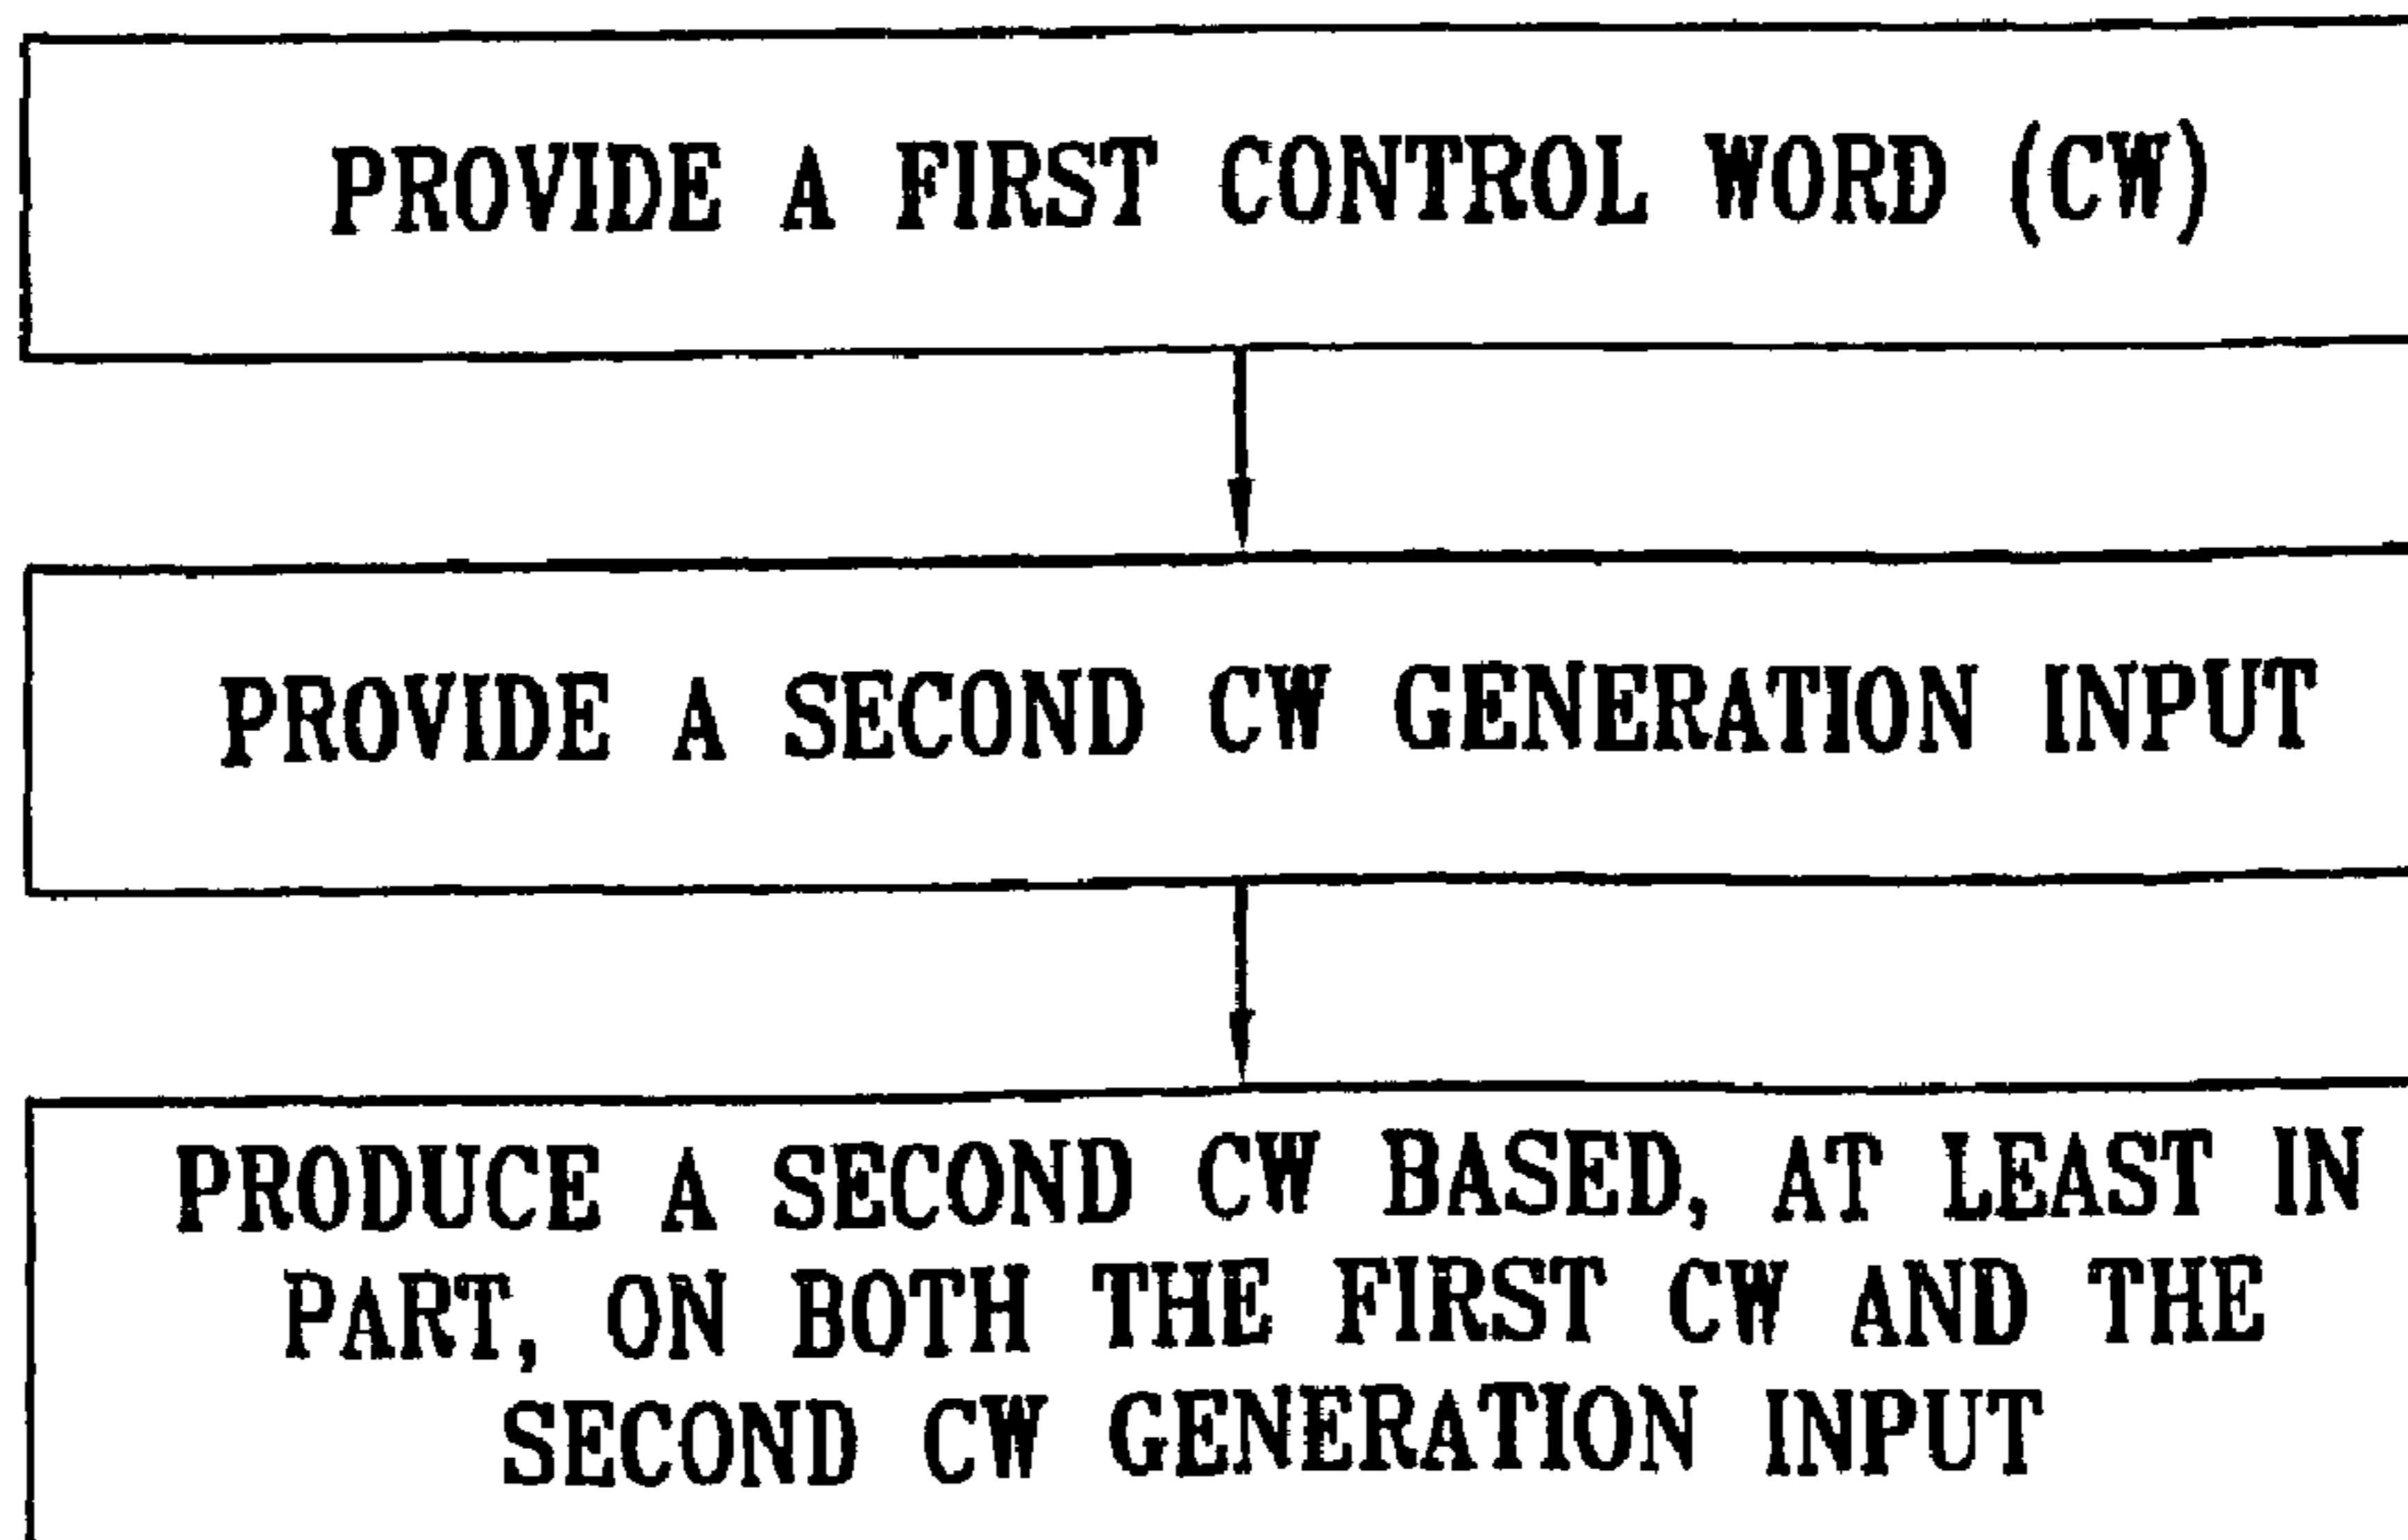 PROVIDE A FIRST CONTROL WORD (CW)
PROVIDE A SECOND CW GENERATION INPUT
PRODUCE A SECOND CW BASED, AT LEAST IN
PART, ON BOTH THE FIRST CW AND THE
SECOND CW GENERATION INPUT